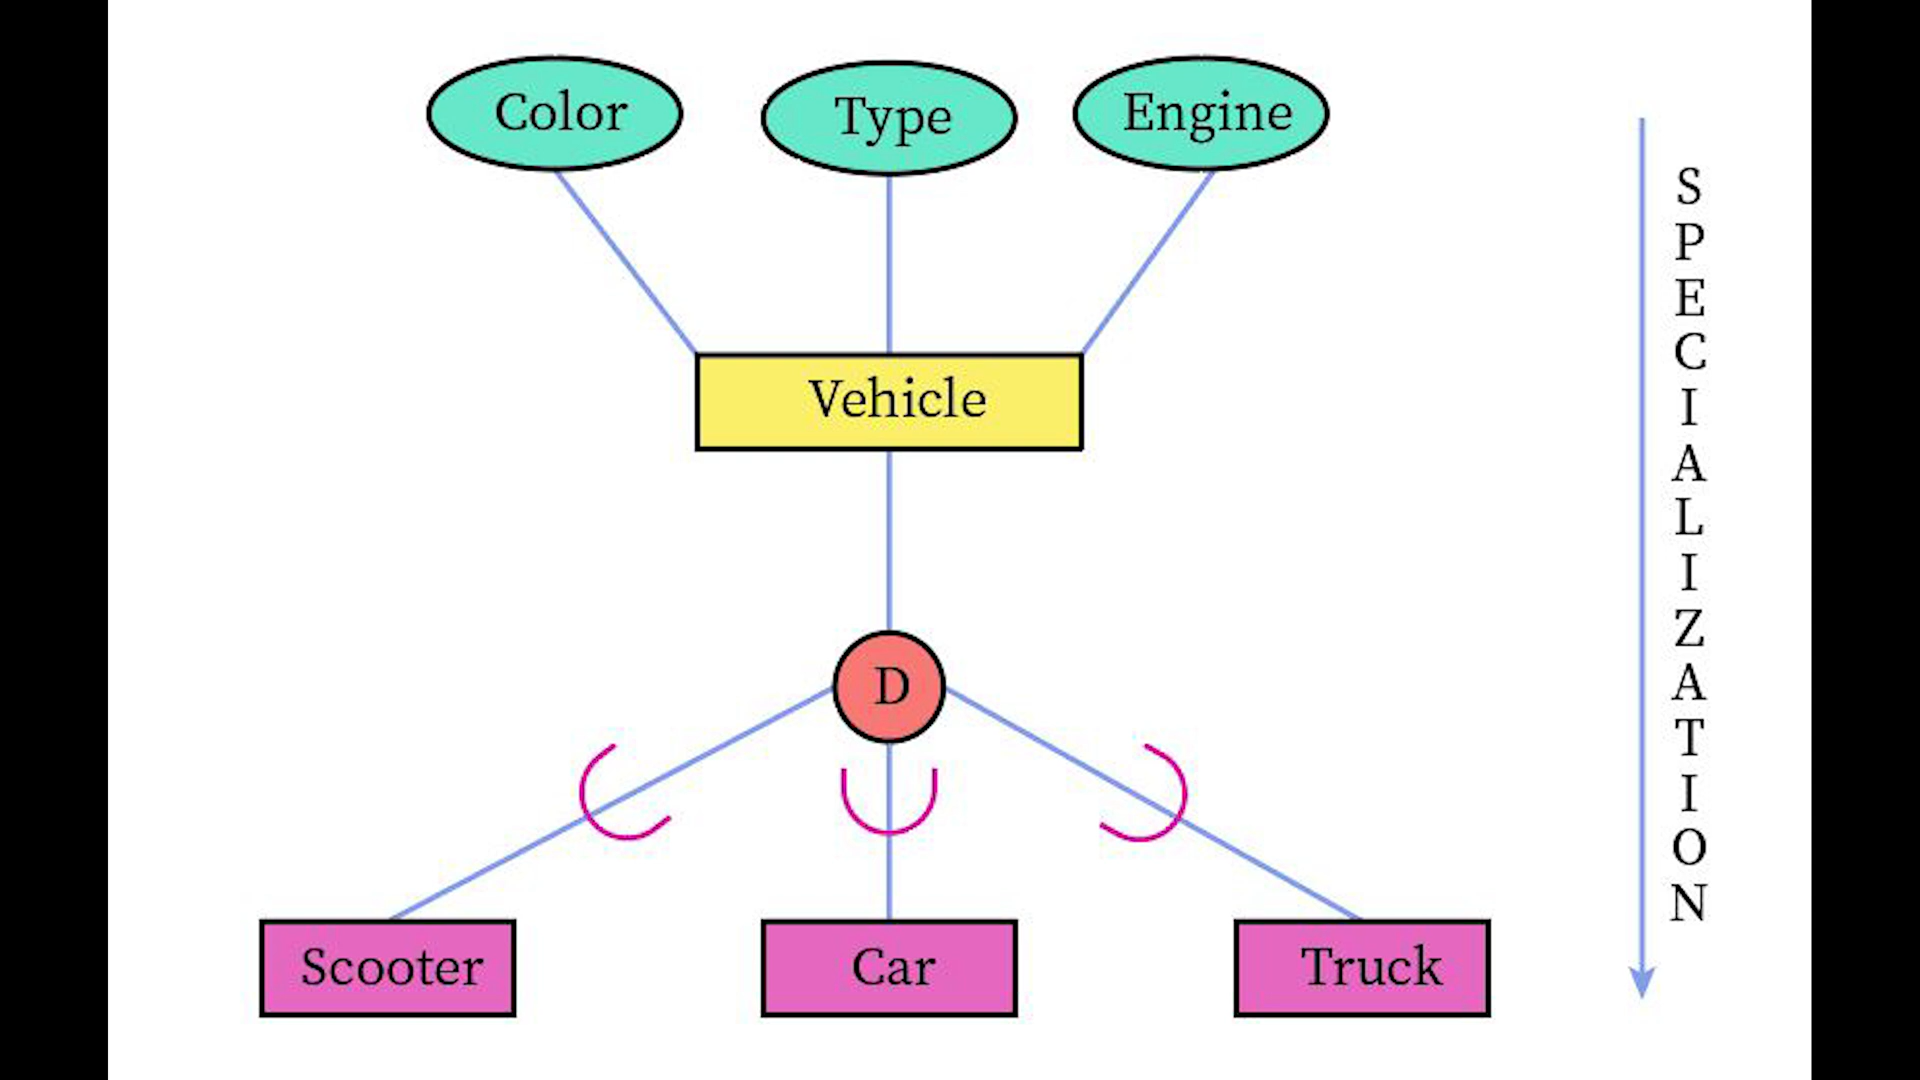 Color Type Engine
Vehicle
D
Scooter Car Truck
SPECIALIZATION